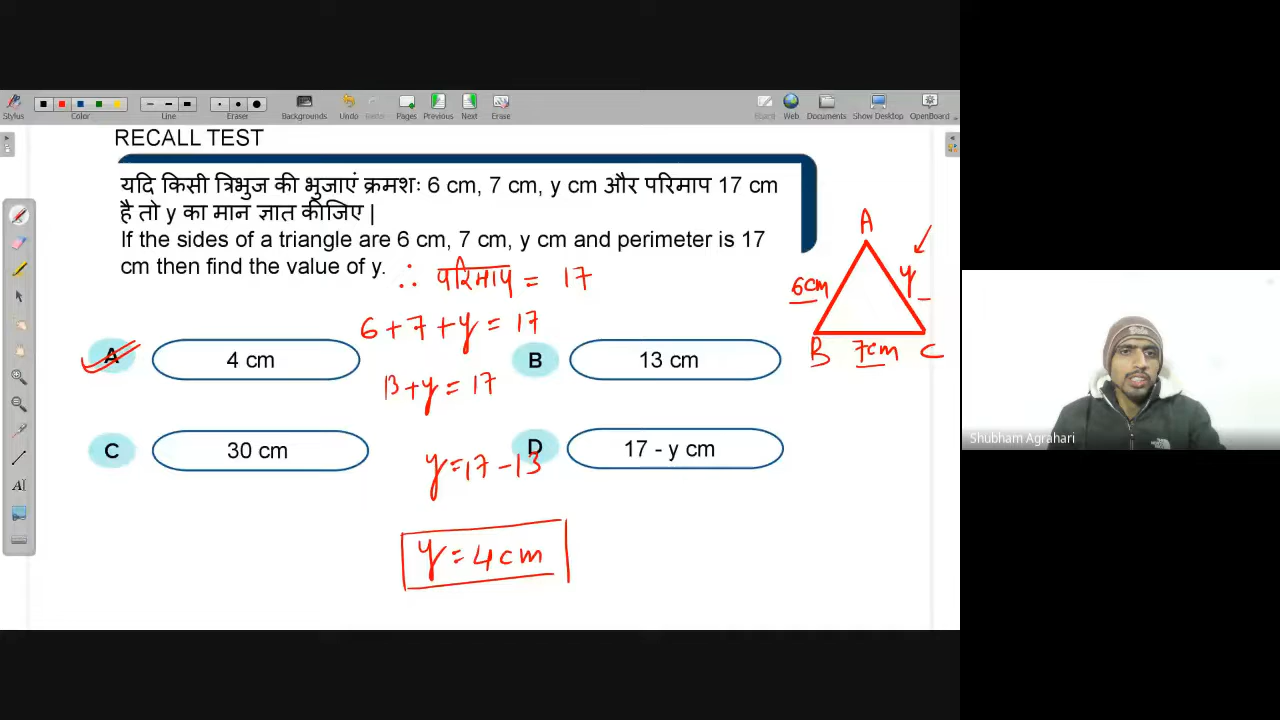 Stylus
Color
Line
Eraser
Backgrounds
Undo
Redo
Pages
Previous
Next
Erase
Board
Web
Documents
Show Desktop
OpenBoard
RECALL TEST
यदि किसी त्रिभुज की भुजाएं क्रमशः 6 cm, 7 cm, y cm और परिमाप 17 cm
है तो y का मान ज्ञात कीजिए |
If the sides of a triangle are 6 cm, 7 cm, y cm and perimeter is 17
cm then find the value of y.
∴ परिमाप = 17
6 + 7 + y = 17
A 4 cm
B 13 cm
13 + y = 17
C 30 cm
D 17 - y cm
y = 17 - 13
y = 4 cm
A
6cm
y
B
7cm
C
Shubham Agrahari